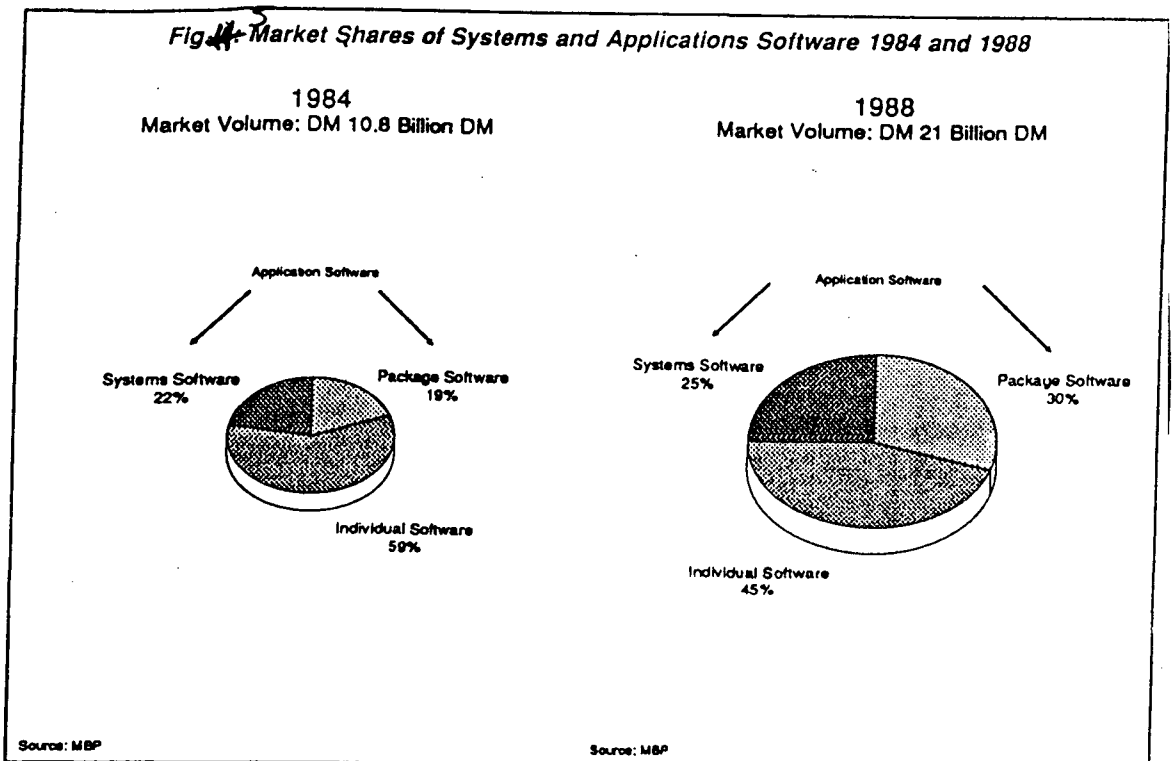 Fig. 3 Market Shares of Systems and Applications Software 1984 and 1988
1984
Market Volume: DM 10.8 Billion DM
Application Software
Systems Software
22%
Package Software
19%
Individual Software
59%
Source: MBP
1988
Market Volume: DM 21 Billion DM
Application Software
Systems Software
25%
Package Software
30%
Individual Software
45%
Source: MBP